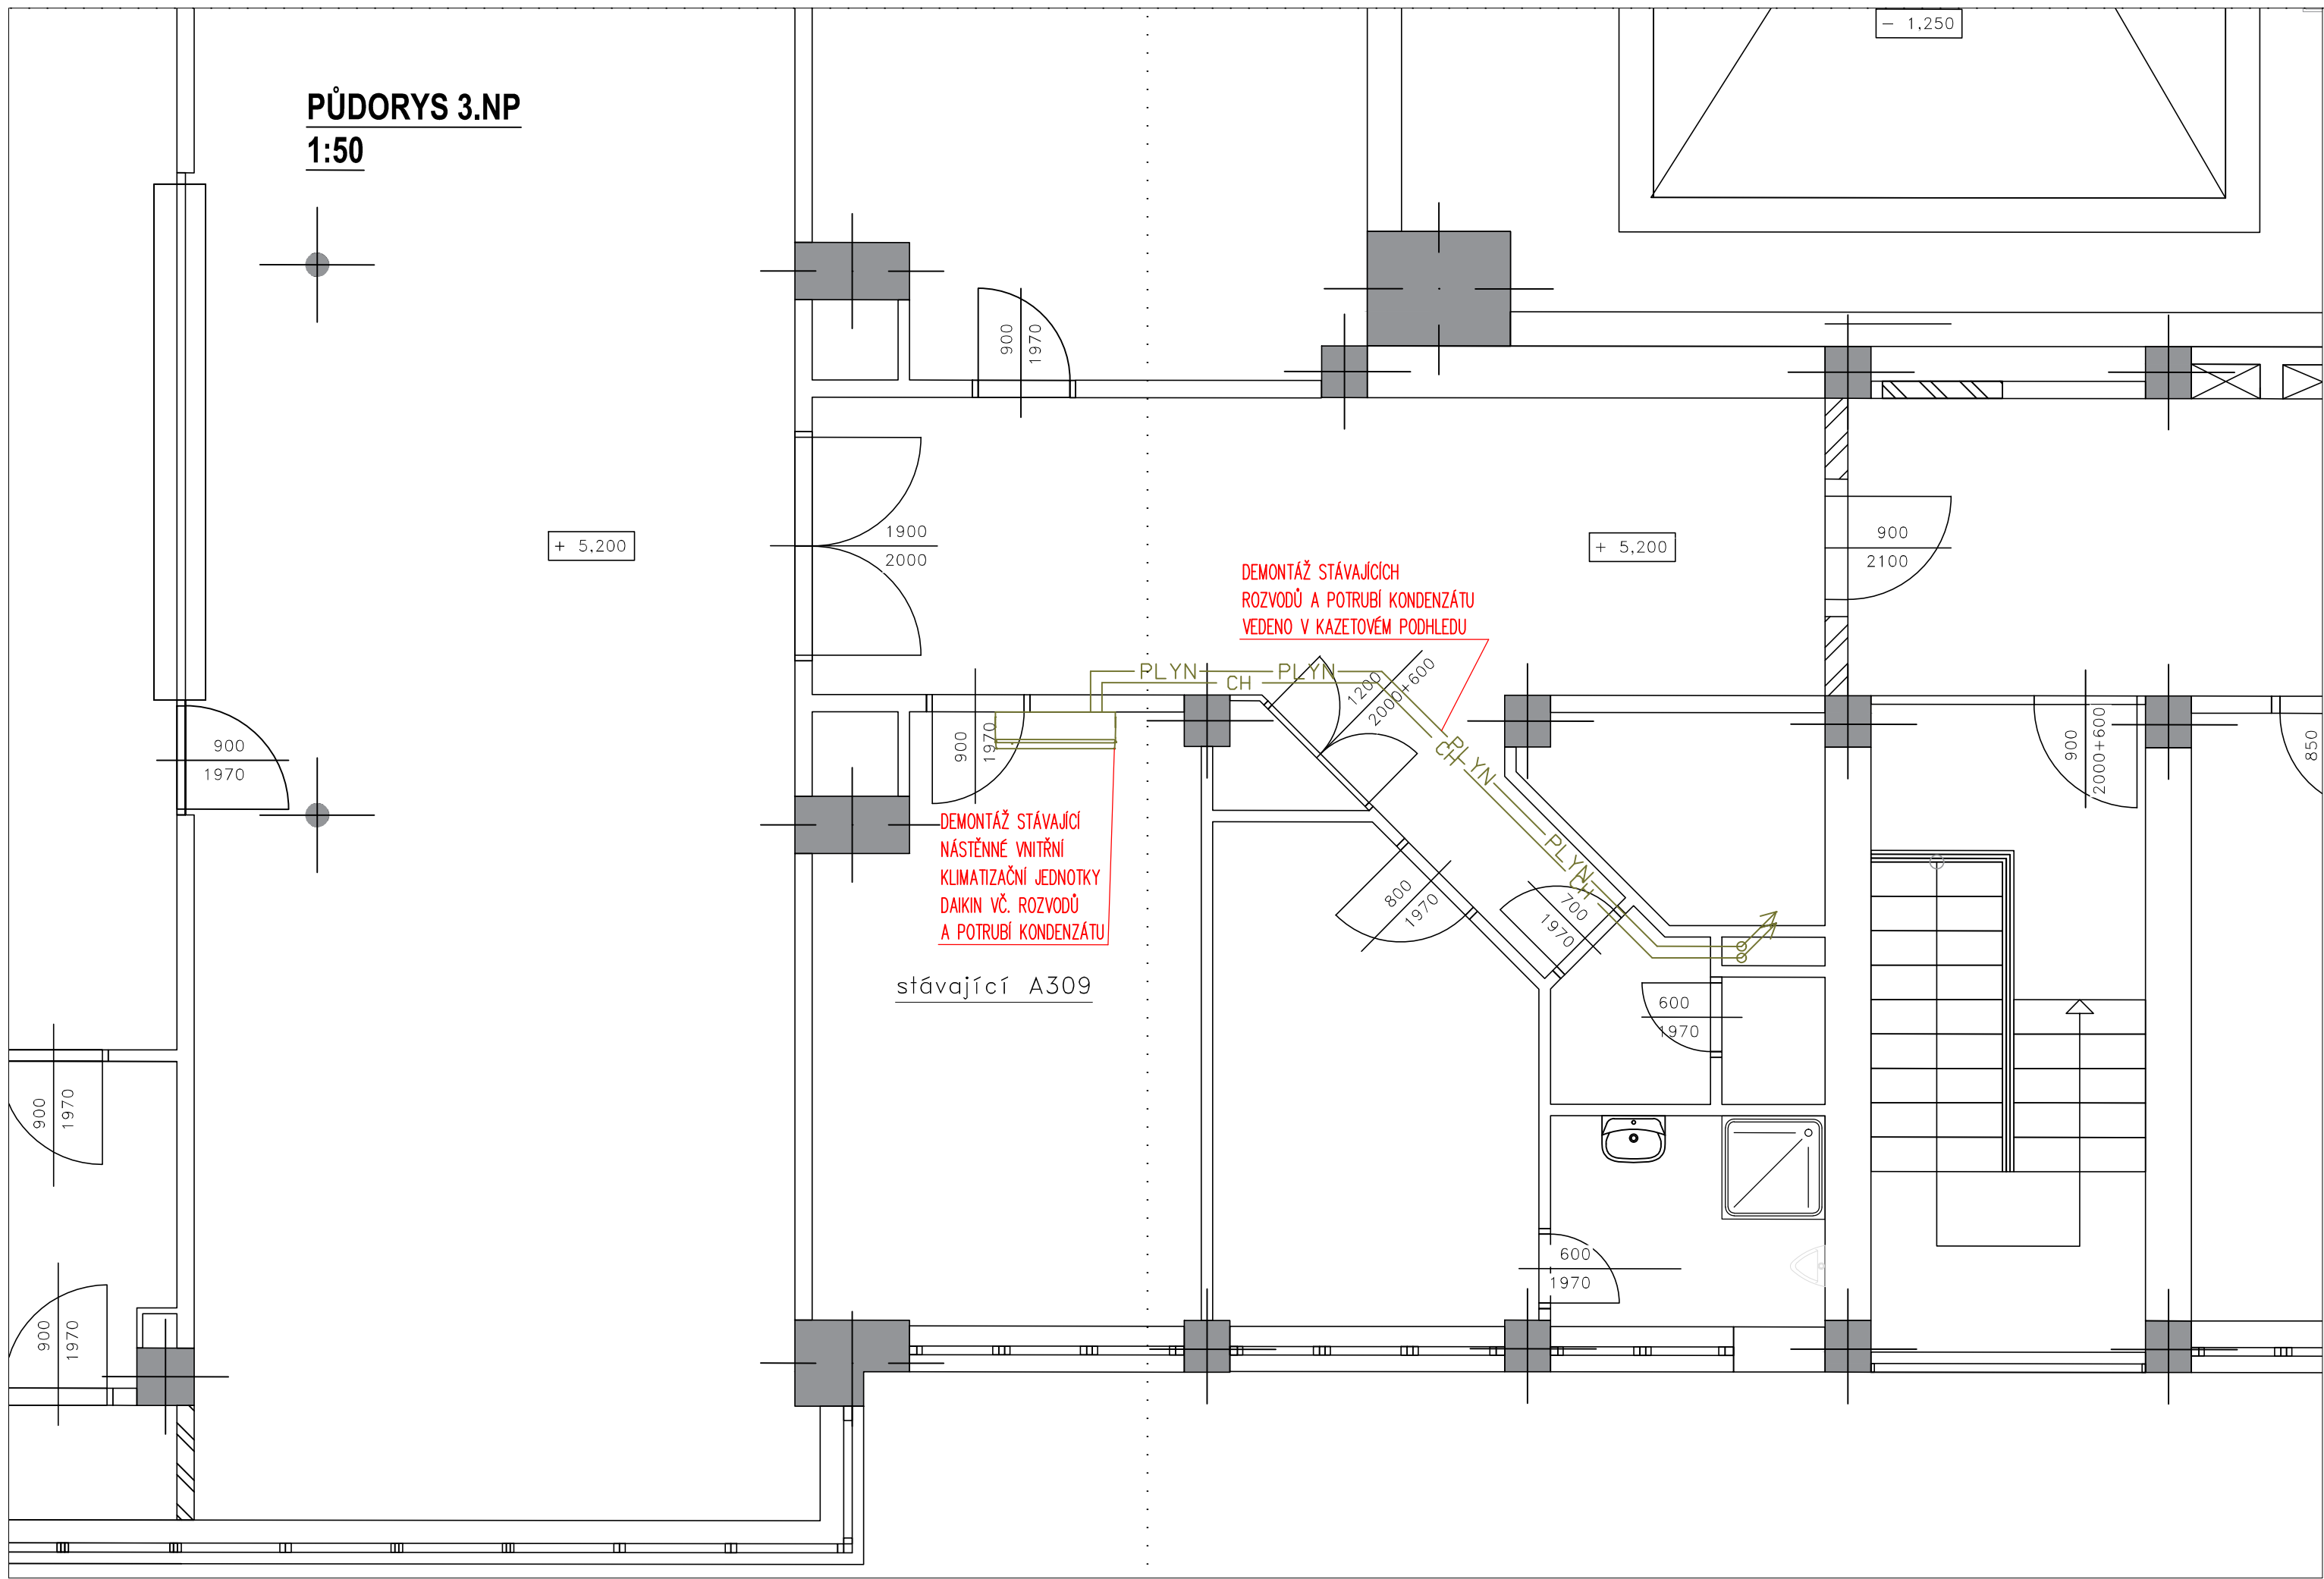 − 1,250
PŮDORYS 3.NP
1:50
900
1970
+ 5,200
1900
2000
+ 5,200
900
2100
DEMONTÁŽ STÁVAJÍCÍCH
ROZVODŮ A POTRUBÍ KONDENZÁTU
VEDENO V KAZETOVÉM PODHLEDU
PLYN
PLYN
CH
1200
2000+600
900
1970
900
1970
PLYN
CH
900
2000+600
850
DEMONTÁŽ STÁVAJÍCÍ
NÁSTĚNNÉ VNITŘNÍ
KLIMATIZAČNÍ JEDNOTKY
DAIKIN VČ. ROZVODŮ
A POTRUBÍ KONDENZÁTU
PLYN
CH
800
1970
700
1970
stávající A309
600
1970
900
1970
600
1970
900
1970